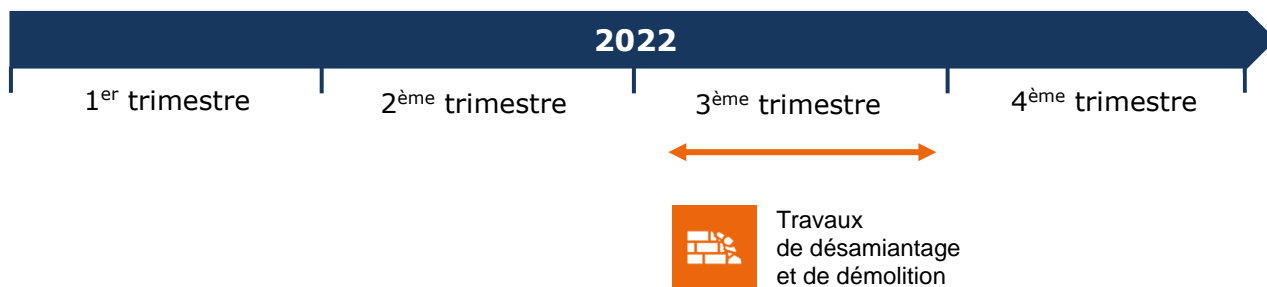 2022
1er trimestre
2ème trimestre
3ème trimestre
4ème trimestre
Travaux
de désamiantage
et de démolition